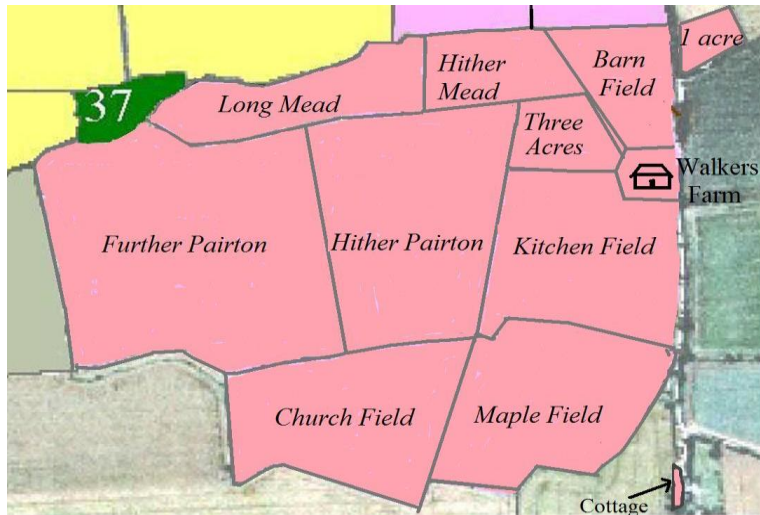 1 acre
Hither
Mead
Barn
Field
37
Long Mead
Three
Acres
Walkers
Farm
Further Pairton
Hither Pairton
Kitchen Field
Church Field
Maple Field
Cottage